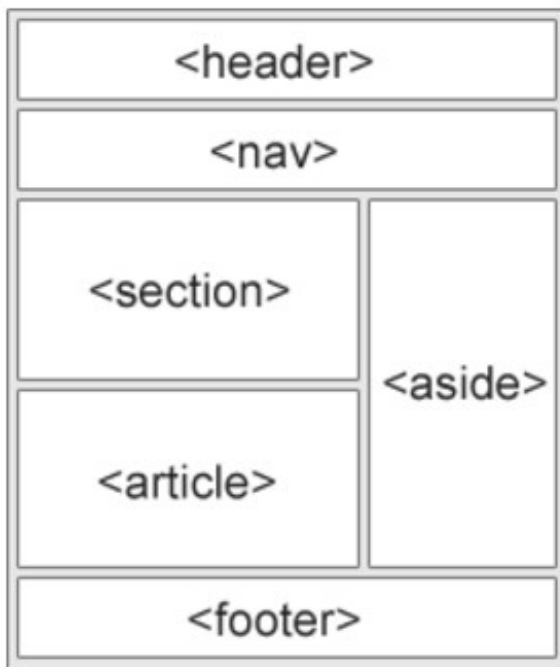 <header>
<nav>
<section>
<aside>
<article>
<footer>